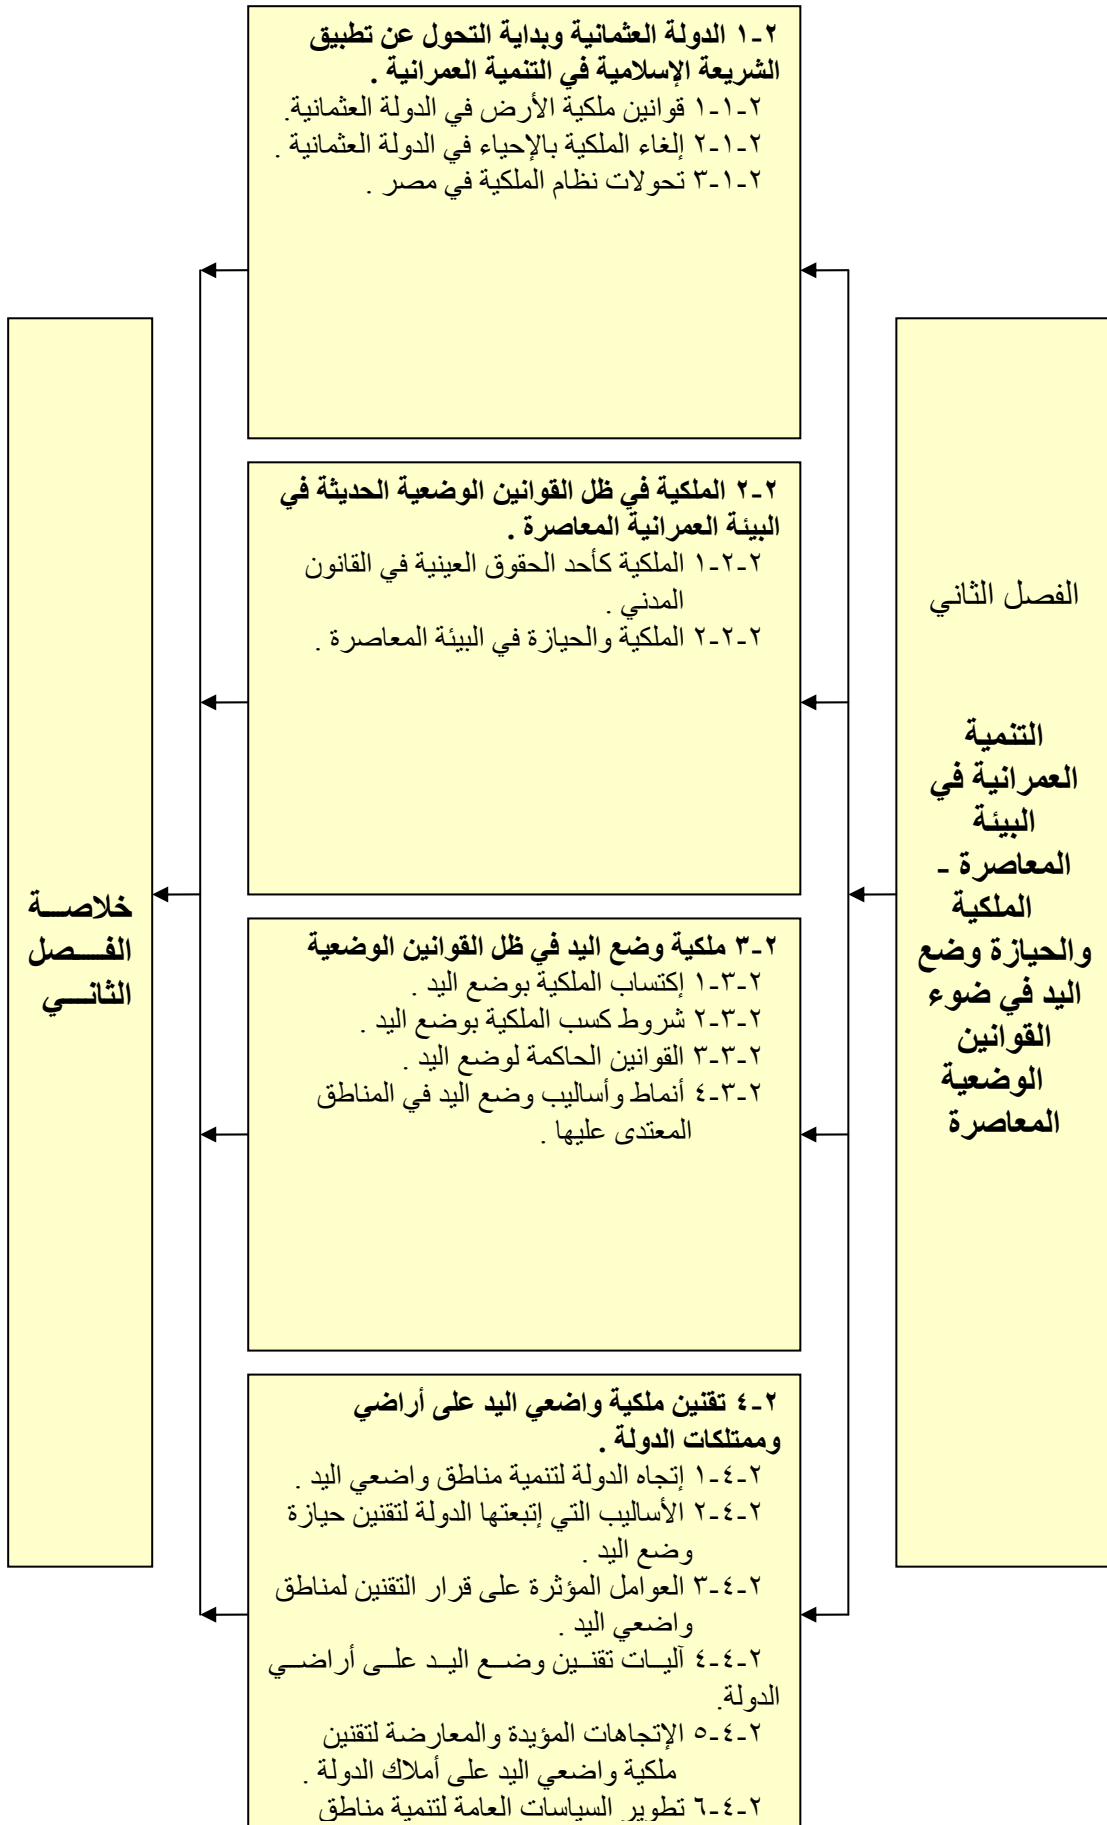 الفصل الثاني
التنمية
العمرانية في
البيئة
المعاصرة -
الملكية
والحيازة وضع
اليد في ضوء
القوانين
الوضعية
المعاصرة
٢-١ الدولة العثمانية وبداية التحول عن تطبيق
الشريعة الإسلامية في التنمية العمرانية .
٢-١-١ قوانين ملكية الأرض في الدولة العثمانية.
٢-١-٢ إلغاء الملكية بالإحياء في الدولة العثمانية .
٢-١-٣ تحولات نظام الملكية في مصر .
٢-٢ الملكية في ظل القوانين الوضعية الحديثة في
البيئة العمرانية المعاصرة .
٢-٢-١ الملكية كأحد الحقوق العينية في القانون
المدني .
٢-٢-٢ الملكية والحيازة في البيئة المعاصرة .
٢-٣ ملكية وضع اليد في ظل القوانين الوضعية
٢-٣-١ إكتساب الملكية بوضع اليد .
٢-٣-٢ شروط كسب الملكية بوضع اليد .
٢-٣-٣ القوانين الحاكمة لوضع اليد .
٢-٣-٤ أنماط وأساليب وضع اليد في المناطق
المعتدى عليها .
٢-٤ تقنين ملكية واضعي اليد على أراضي
وممتلكات الدولة .
٢-٤-١ إتجاه الدولة لتنمية مناطق واضعي اليد .
٢-٤-٢ الأساليب التي إتبعتها الدولة لتقنين حيازة
وضع اليد .
٢-٤-٣ العوامل المؤثرة على قرار التقنين لمناطق
واضعي اليد .
٢-٤-٤ آليات تقنين وضع اليد على أراضي
الدولة.
٢-٤-٥ الإتجاهات المؤيدة والمعارضة لتقنين
ملكية واضعي اليد على أملاك الدولة .
٢-٤-٦ تطوير السياسات العامة لتنمية مناطق
خلاصة
الفصل
الثاني